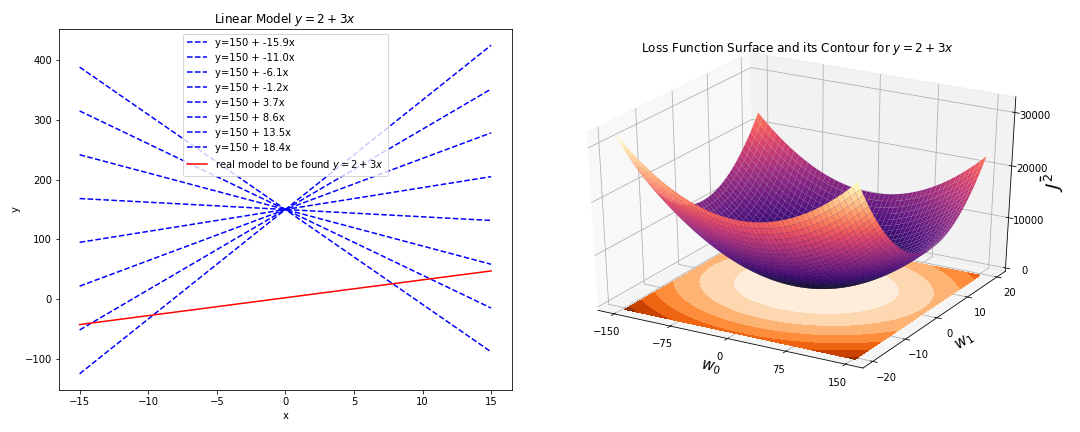 Linear Model y = 2 + 3x
y=150 + -15.9x
y=150 + -11.0x
y=150 + -6.1x
y=150 + -1.2x
y=150 + 3.7x
y=150 + 8.6x
y=150 + 13.5x
y=150 + 18.4x
real model to be found y = 2 + 3x
400
300
200
100
0
−100
y
−15
−10
−5
0
5
10
15
x
Loss Function Surface and its Contour for y = 2 + 3x
30000
20000
10000
0
J²
20
10
0
−10
−20
w₁
−150
−75
0
75
150
w₀